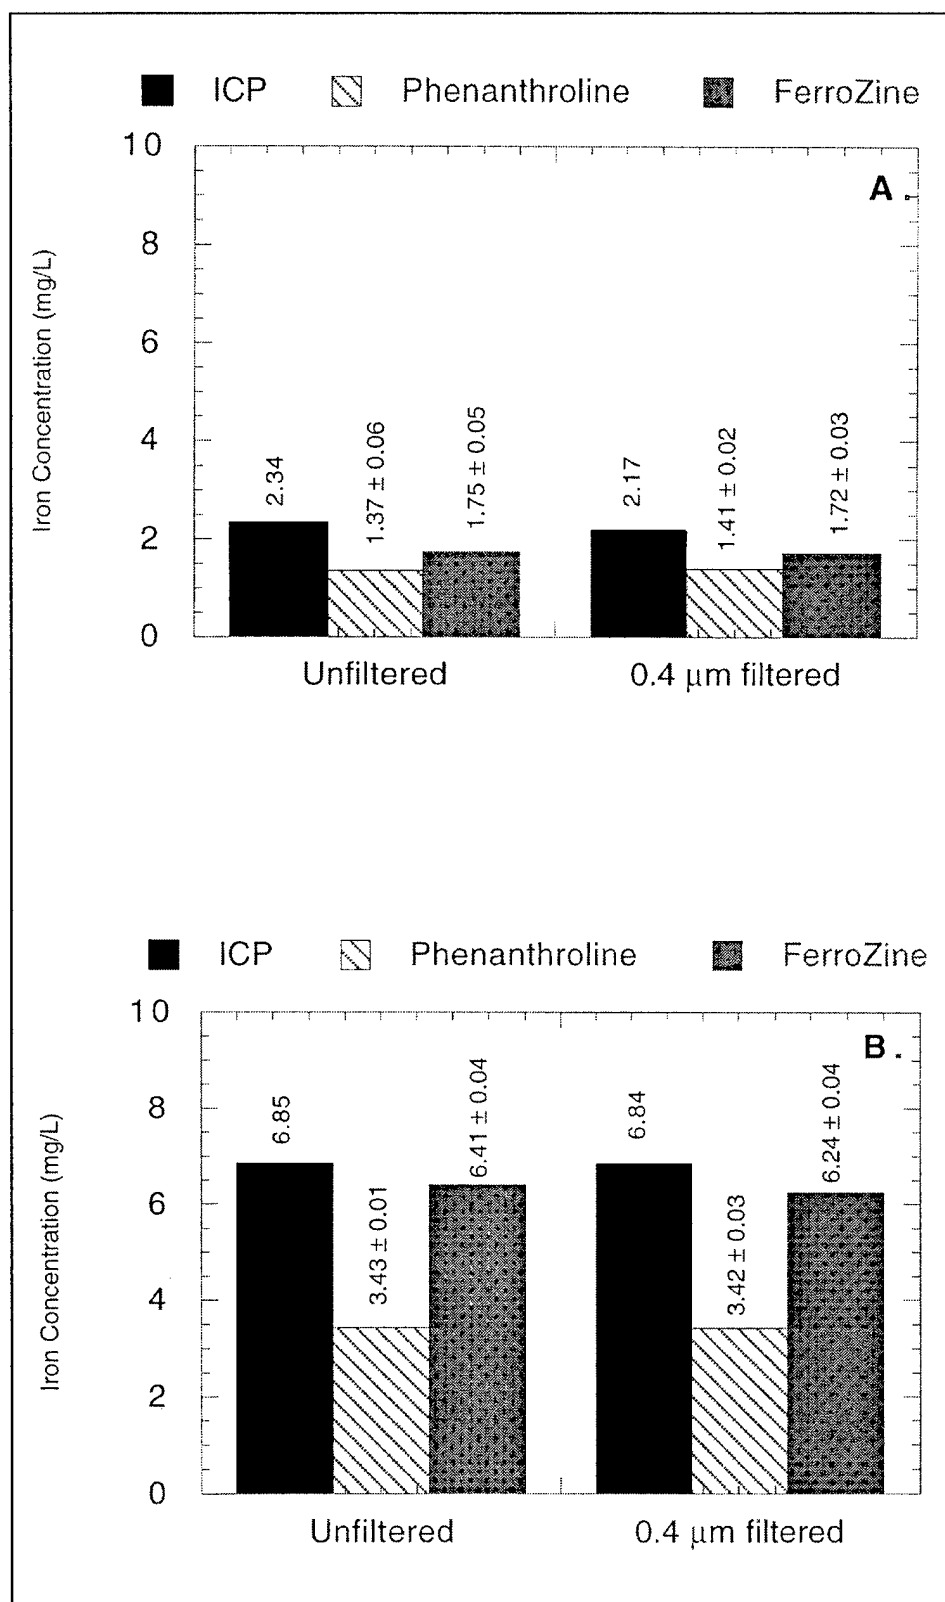 ICP Phenanthroline FerroZine
A .
10
8
6
4
2
0
Iron Concentration (mg/L)
2.34
1.37 ± 0.06
1.75 ± 0.05
2.17
1.41 ± 0.02
1.72 ± 0.03
Unfiltered 0.4 μm filtered
ICP Phenanthroline FerroZine
B .
10
8
6
4
2
0
Iron Concentration (mg/L)
6.85
3.43 ± 0.01
6.41 ± 0.04
6.84
3.42 ± 0.03
6.24 ± 0.04
Unfiltered 0.4 μm filtered